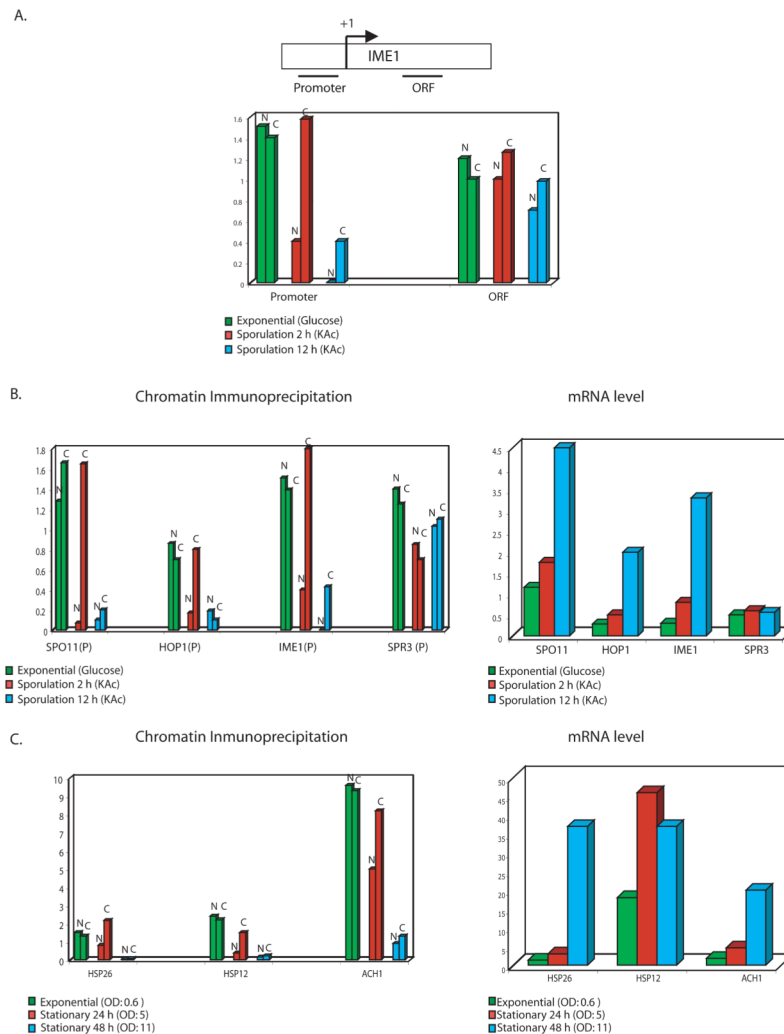 A.
+1
IME1
Promoter ORF
1.6
1.4
1.2
1.0
0.8
0.6
0.4
0.2
0
N C N C N C N C N C N C
Promoter ORF
Exponential (Glucose)
Sporulation 2 h (KAc)
Sporulation 12 h (KAc)
B.
Chromatin Immunoprecipitation
1.8
1.6
1.4
1.2
1
0.8
0.6
0.4
0.2
0
N C N C N C N C N C N C N C N C N C N C N C N C
SPO11(P) HOP1(P) IME1(P) SPR3 (P)
Exponential (Glucose)
Sporulation 2 h (KAc)
Sporulation 12 h (KAc)
mRNA level
4.5
4
3.5
3
2.5
2
1.5
1
0.5
0
SPO11 HOP1 IME1 SPR3
Exponential (Glucose)
Sporulation 2 h (KAc)
Sporulation 12 h (KAc)
C.
Chromatin Inmunoprecipitation
10
9
8
7
6
5
4
3
2
1
0
N C N C N C N C N C N C N C N C N C
HSP26 HSP12 ACH1
Exponential (OD: 0.6 )
Stationary 24 h (OD: 5)
Stationary 48 h (OD: 11)
mRNA level
50
45
40
35
30
25
20
15
10
5
0
HSP26 HSP12 ACH1
Exponential (OD: 0.6 )
Stationary 24 h (OD: 5)
Stationary 48 h (OD: 11)